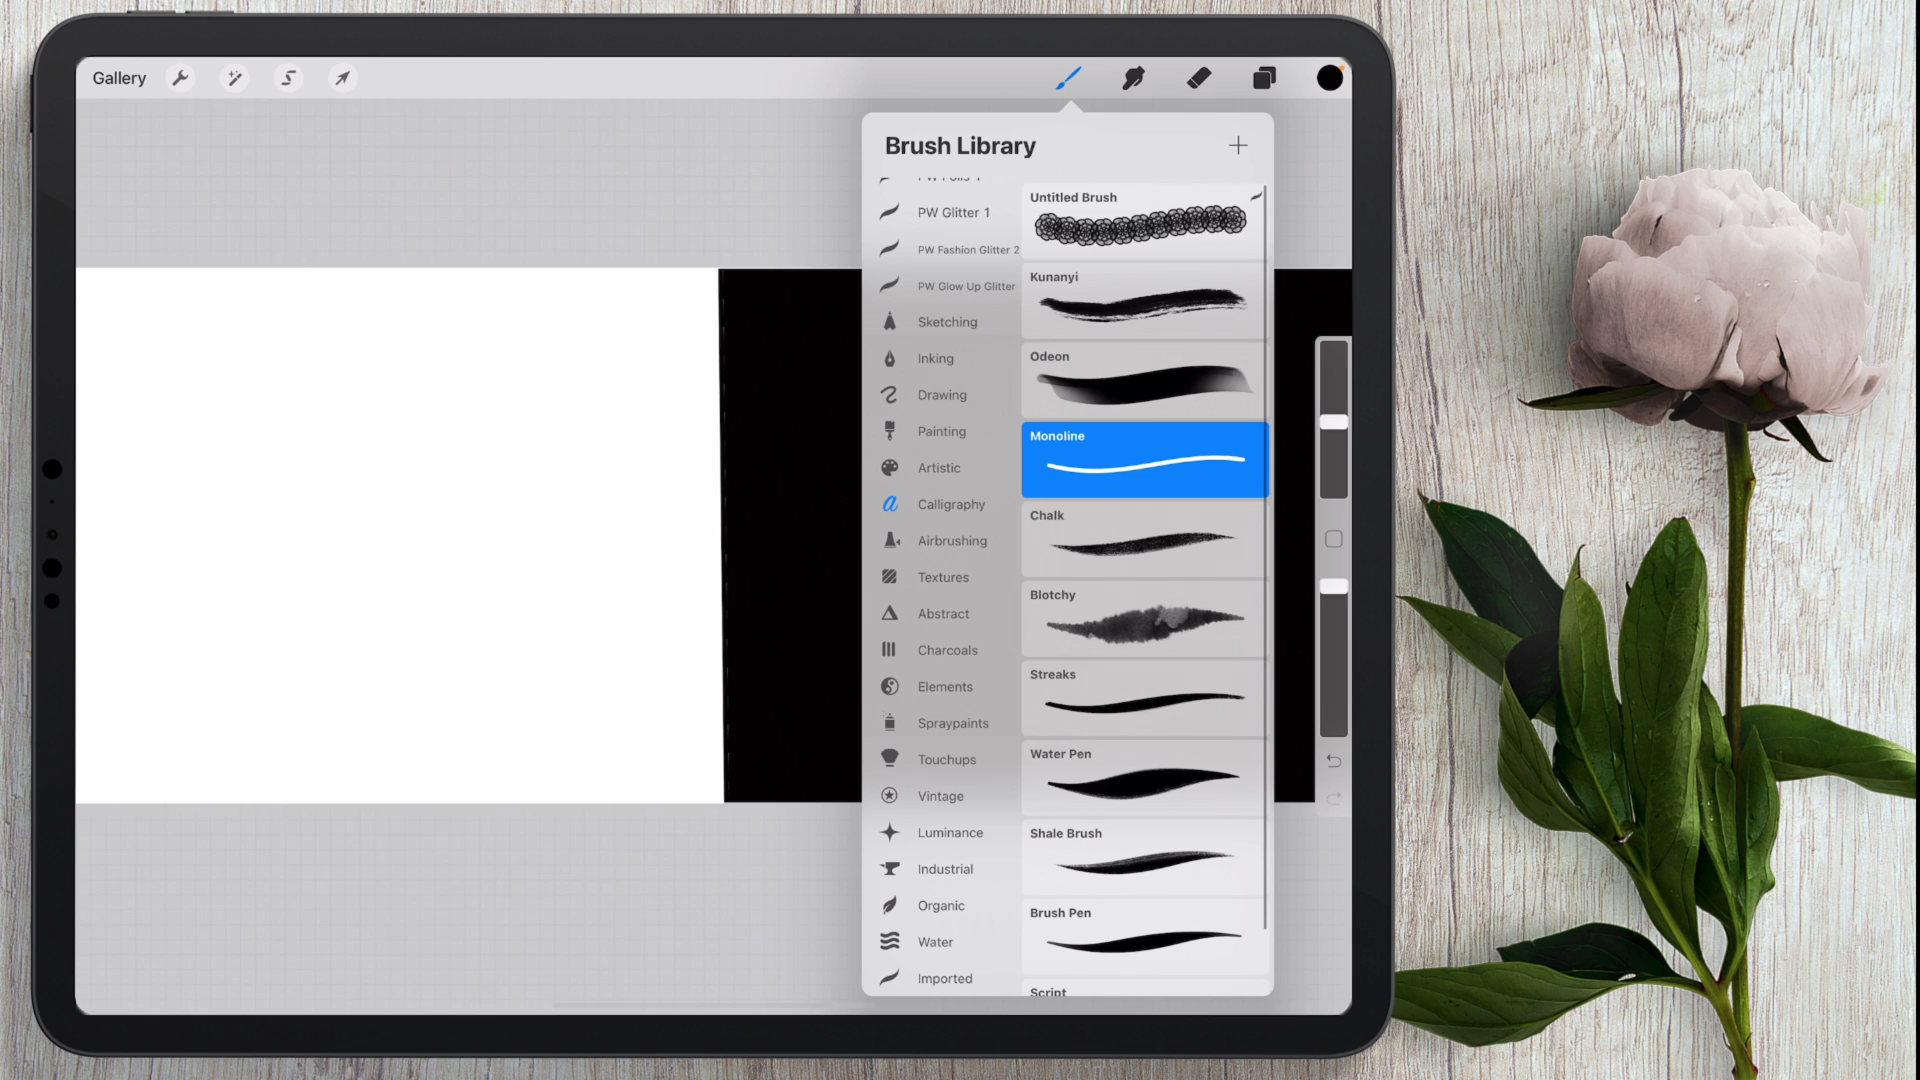 Gallery
Brush Library
PW Glitter 1
PW Fashion Glitter 2
PW Glow Up Glitter
Sketching
Inking
Drawing
Painting
Artistic
Calligraphy
Airbrushing
Textures
Abstract
Charcoals
Elements
Spraypaints
Touchups
Vintage
Luminance
Industrial
Organic
Water
Imported
Untitled Brush
Kunanyi
Odeon
Monoline
Chalk
Blotchy
Streaks
Water Pen
Shale Brush
Brush Pen
Script